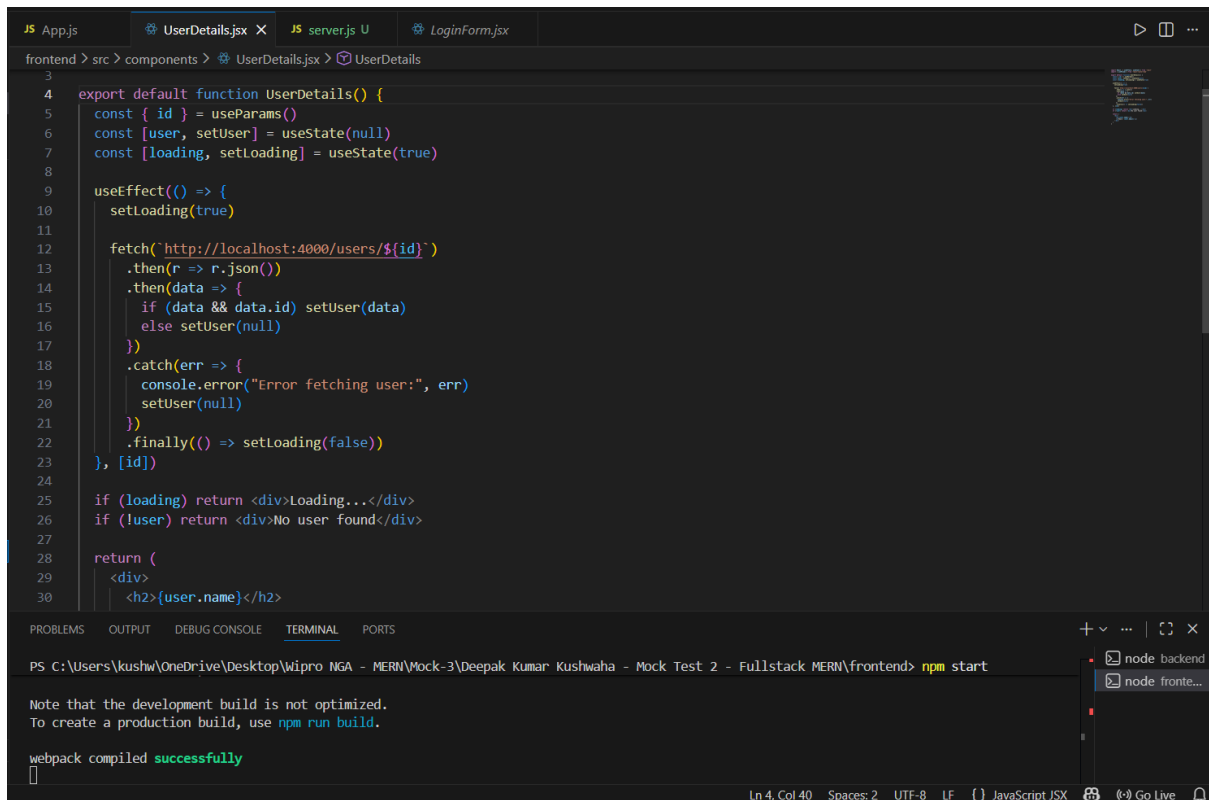 JS App.js UserDetails.jsx JS server.js U LoginForm.jsx
frontend > src > components > UserDetails.jsx > UserDetails
3
4 export default function UserDetails() {
5 const { id } = useParams()
6 const [user, setUser] = useState(null)
7 const [loading, setLoading] = useState(true)
8
9 useEffect(() => {
10 setLoading(true)
11
12 fetch(`http://localhost:4000/users/${id}`)
13 .then(r => r.json())
14 .then(data => {
15 if (data && data.id) setUser(data)
16 else setUser(null)
17 })
18 .catch(err => {
19 console.error("Error fetching user:", err)
20 setUser(null)
21 })
22 .finally(() => setLoading(false))
23 }, [id])
24
25 if (loading) return <div>Loading...</div>
26 if (!user) return <div>No user found</div>
27
28 return (
29 <div>
30 <h2>{user.name}</h2>
PROBLEMS OUTPUT DEBUG CONSOLE TERMINAL PORTS
PS C:\Users\kushw\OneDrive\Desktop\Wipro NGA - MERN\Mock-3\Deepak Kumar Kushwaha - Mock Test 2 - Fullstack MERN\frontend> npm start
node backend
node fronte...
Note that the development build is not optimized.
To create a production build, use npm run build.
webpack compiled successfully
Ln 4, Col 40 Spaces: 2 UTF-8 LF { } JavaScript JSX Go Live